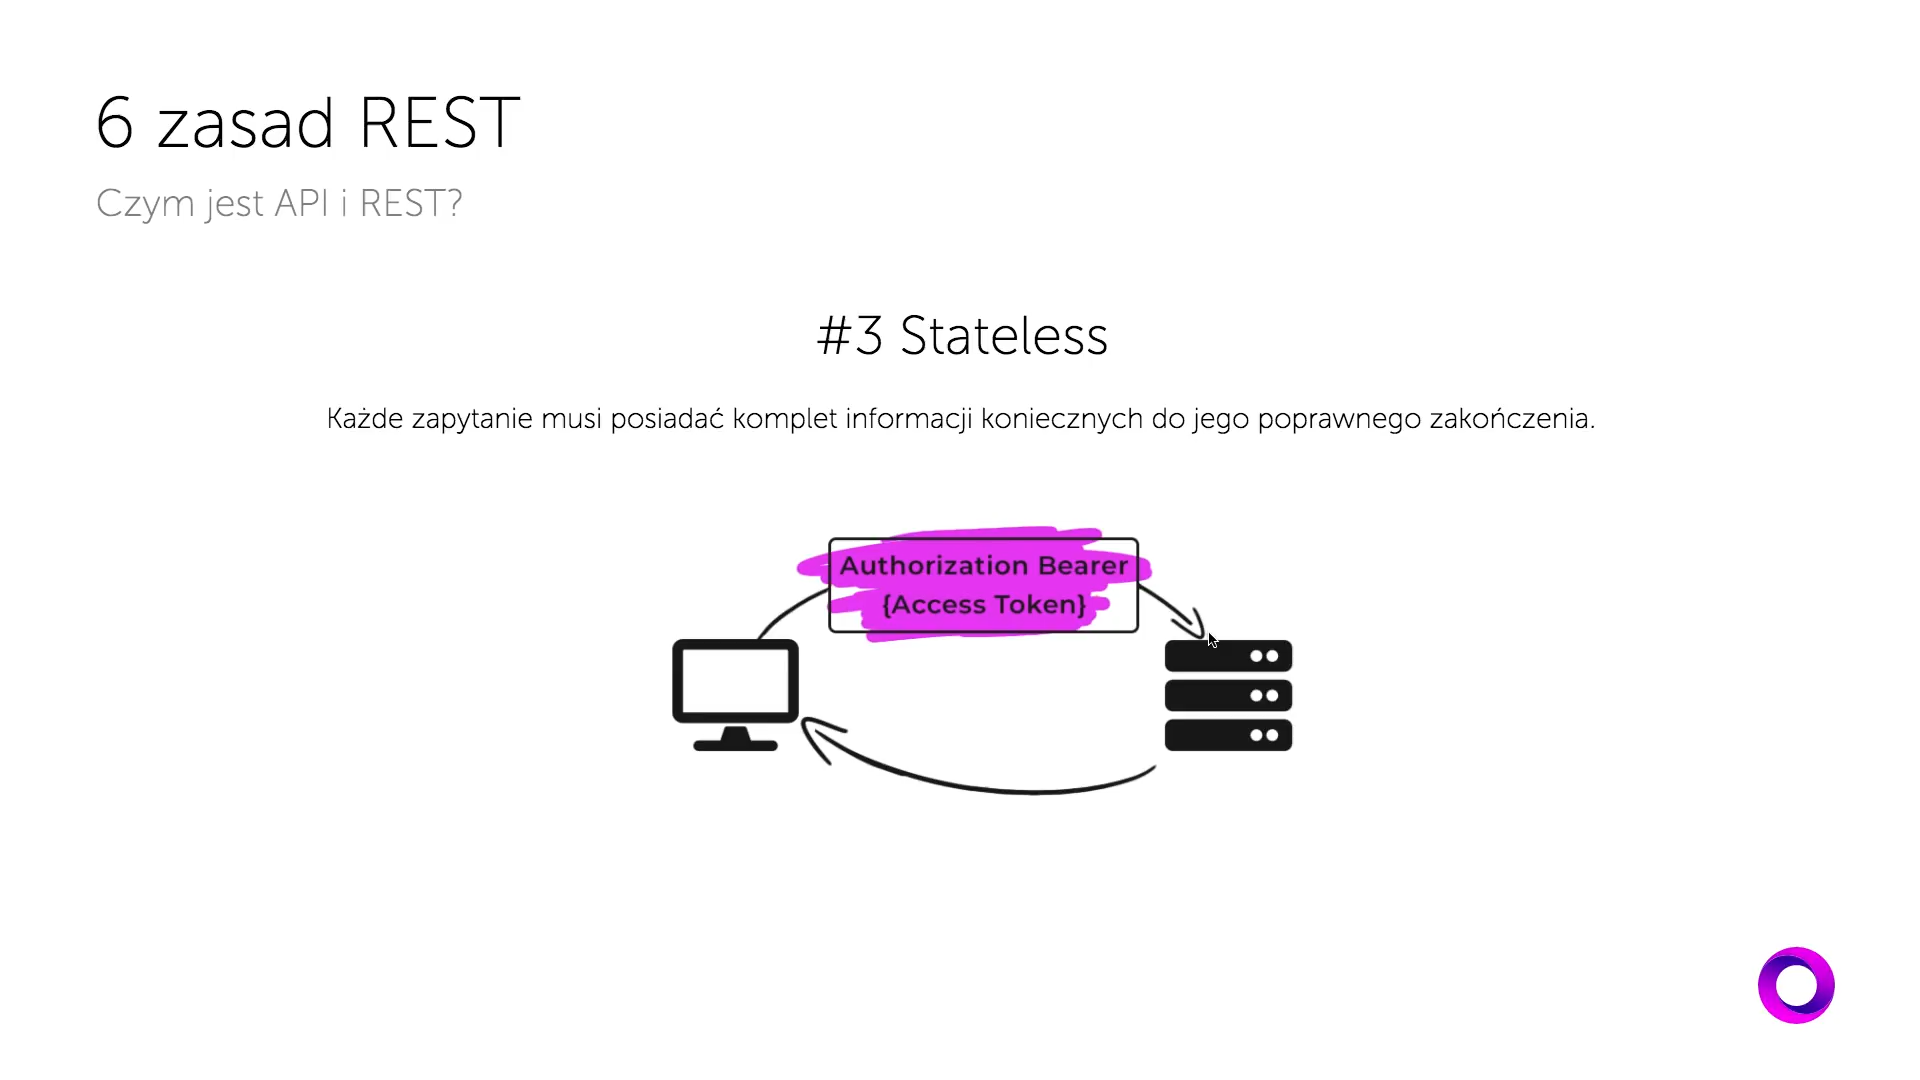 6 zasad REST
Czym jest API i REST?
#3 Stateless
Każde zapytanie musi posiadać komplet informacji koniecznych do jego poprawnego zakończenia.
Authorization Bearer
{Access Token}